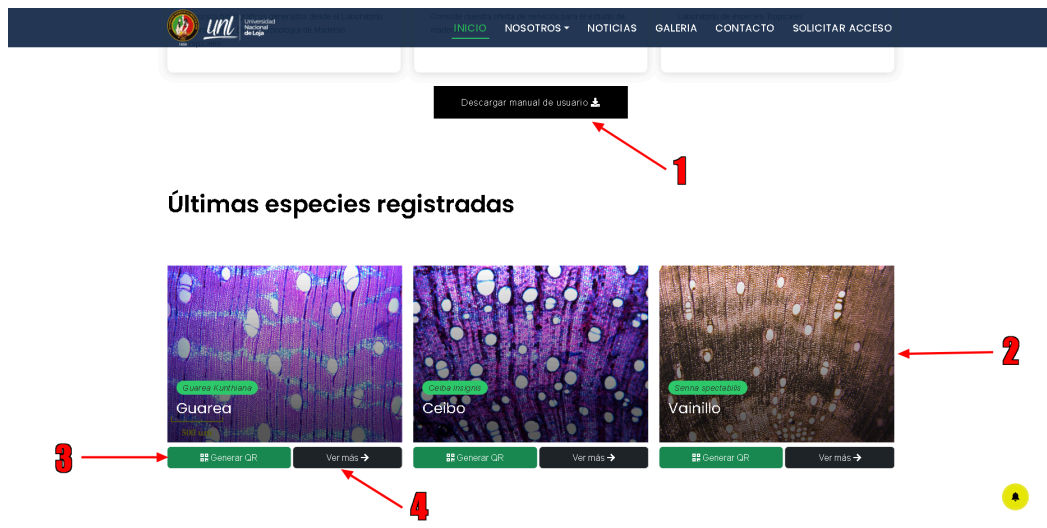 unl Universidad Nacional de Loja
INICIO NOSOTROS NOTICIAS GALERIA CONTACTO SOLICITAR ACCESO
Descargar manual de usuario
1
Últimas especies registradas
2
Guarea Kunthiana Ceiba insignis Senna spectabilis
Guarea Ceibo Vainillo
500 um
3 Generar QR Ver más → Generar QR Ver más → Generar QR Ver más →
4